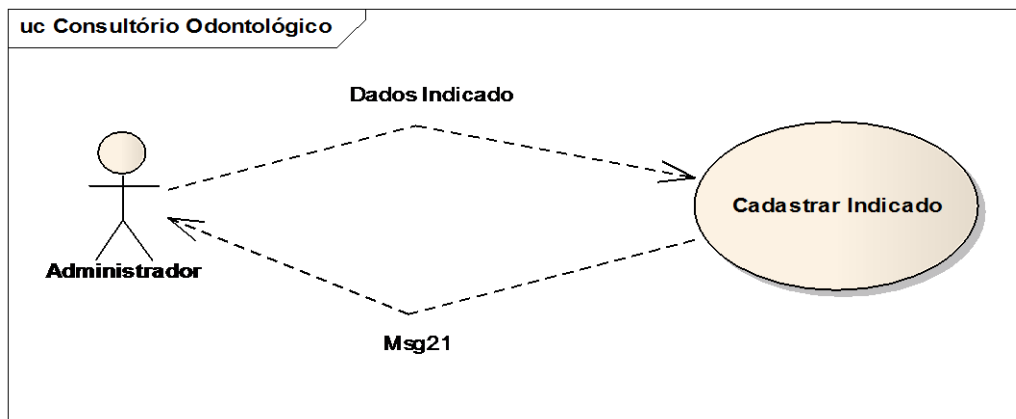 uc Consultório Odontológico
Dados Indicado
Cadastrar Indicado
Administrador
Msg21